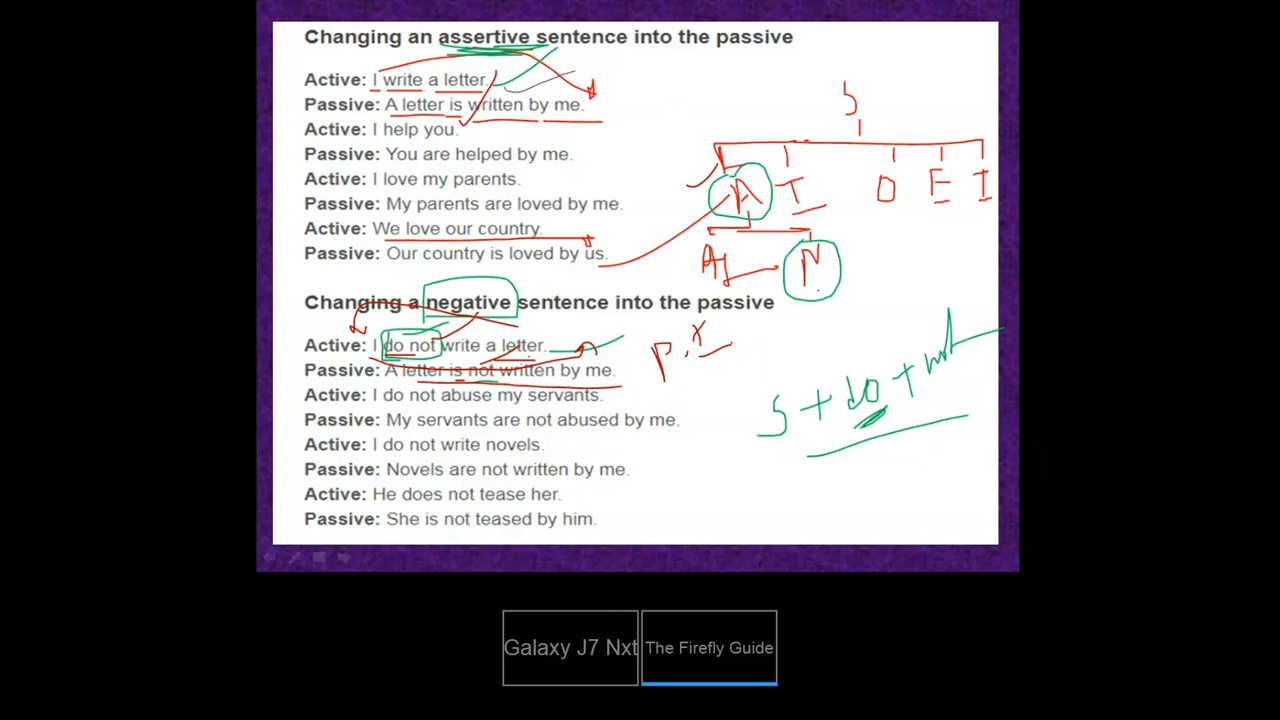 Changing an assertive sentence into the passive
Active: I write a letter.
Passive: A letter is written by me.
Active: I help you.
Passive: You are helped by me.
Active: I love my parents.
Passive: My parents are loved by me.
Active: We love our country.
Passive: Our country is loved by us.
S
A I O E I
Af N
Changing a negative sentence into the passive
Active: I do not write a letter.
Passive: A letter is not written by me.
Active: I do not abuse my servants.
Passive: My servants are not abused by me.
Active: I do not write novels.
Passive: Novels are not written by me.
Active: He does not tease her.
Passive: She is not teased by him.
S + do + not
Galaxy J7 Nxt
The Firefly Guide